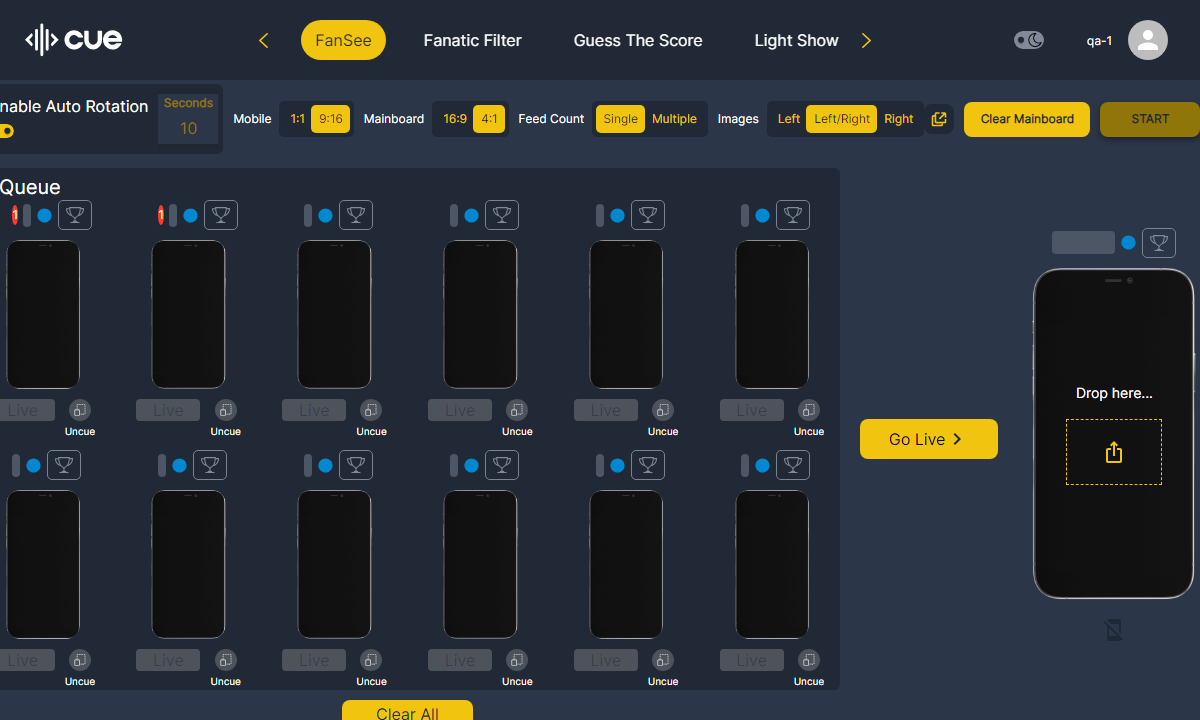 cue
FanSee
Fanatic Filter
Guess The Score
Light Show
qa-1
nable Auto Rotation
Seconds
10
Mobile
1:1
9:16
Mainboard
16:9
4:1
Feed Count
Single
Multiple
Images
Left
Left/Right
Right
Clear Mainboard
START
Queue
1
1
Live
Live
Live
Live
Live
Live
Uncue
Uncue
Uncue
Uncue
Uncue
Uncue
Go Live
Drop here...
Live
Live
Live
Live
Live
Live
Uncue
Uncue
Uncue
Uncue
Uncue
Uncue
Clear All